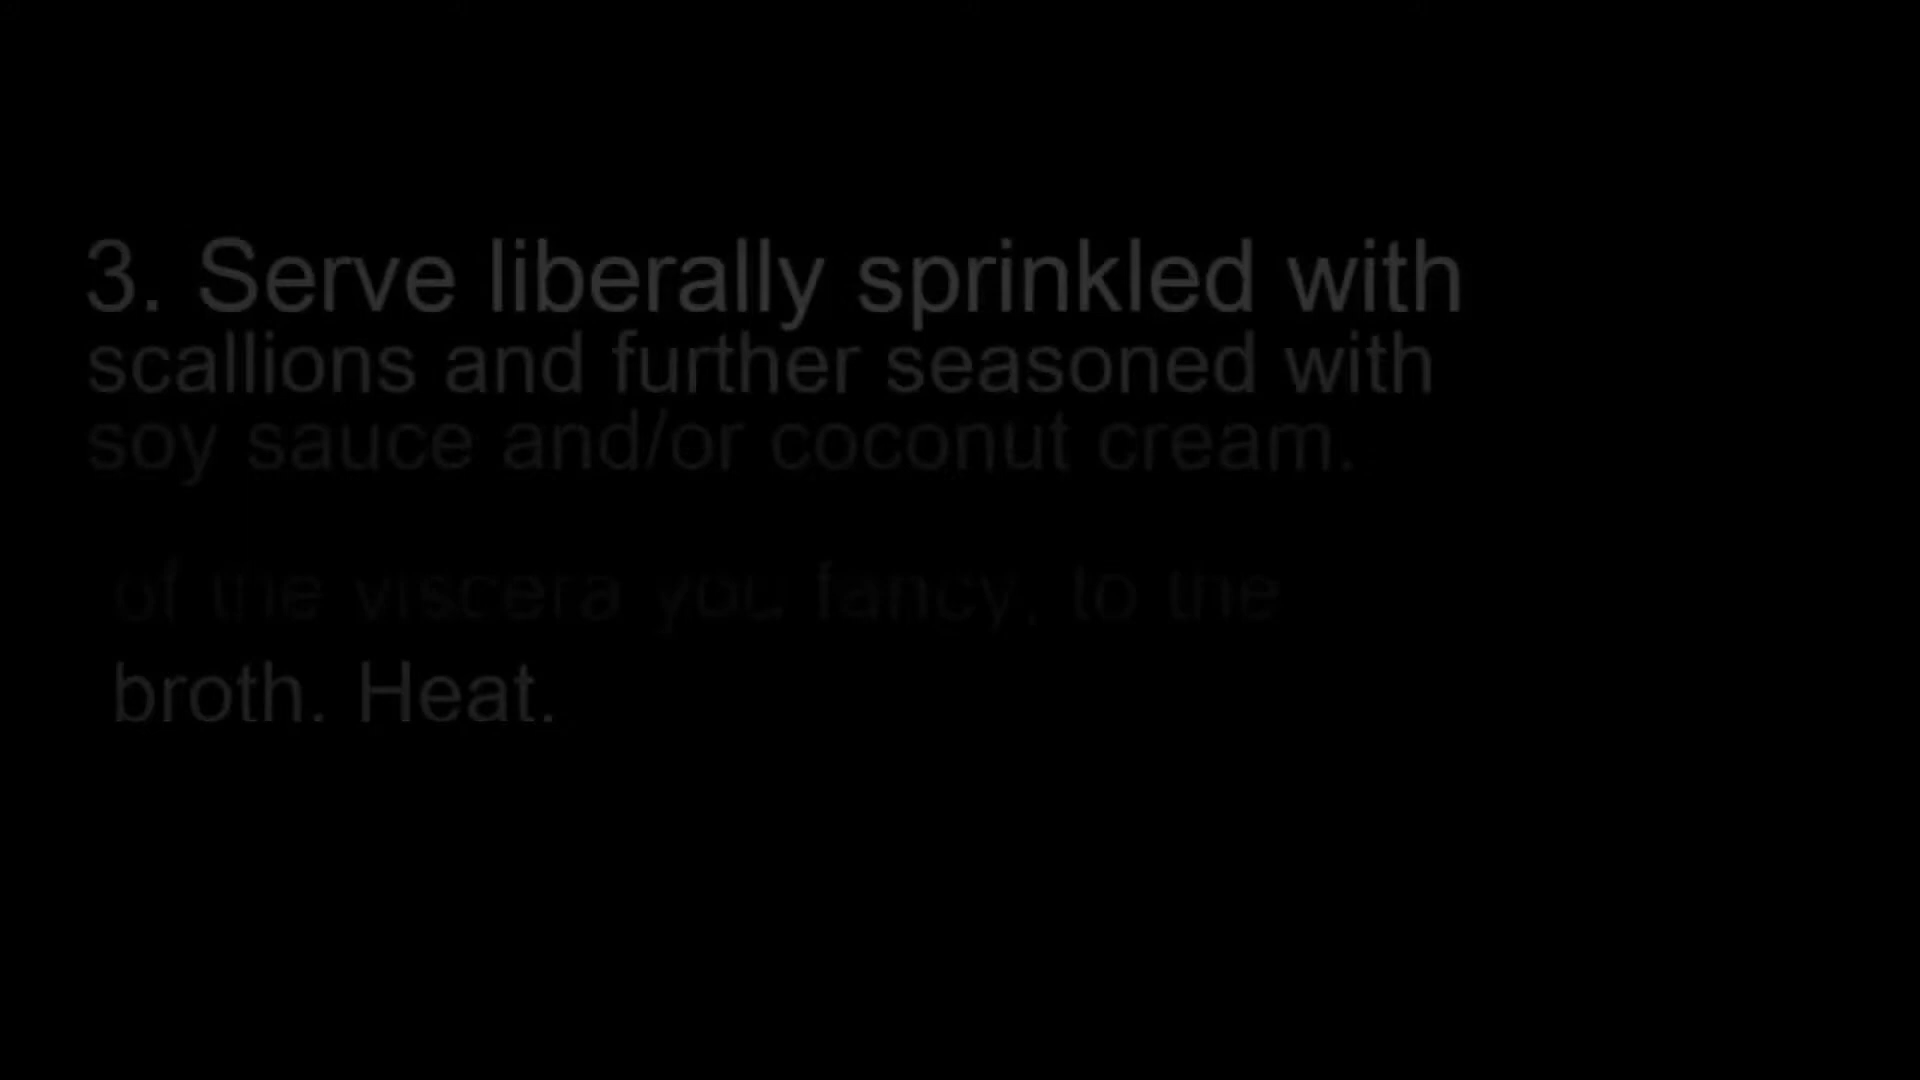 3. Serve liberally sprinkled with
scallions and further seasoned with
soy sauce and/or coconut cream.
of the viscera you fancy, to the
broth. Heat.